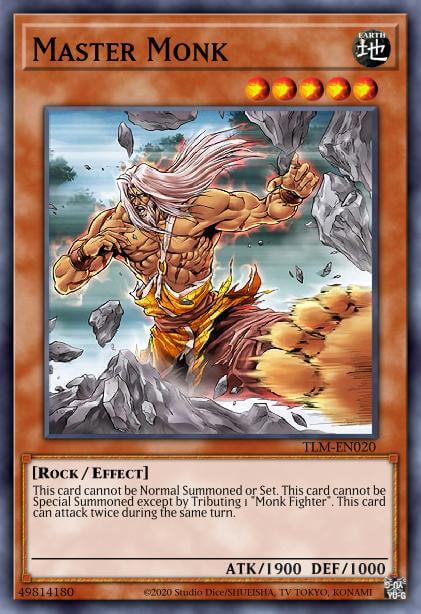 MASTER MONK
EARTH
地
TLM-EN020
[ROCK / EFFECT]
This card cannot be Normal Summoned or Set. This card cannot be
Special Summoned except by Tributing 1 "Monk Fighter". This card
can attack twice during the same turn.
ATK/1900 DEF/1000
49814180
©2020 Studio Dice/SHUEISHA, TV TOKYO, KONAMI